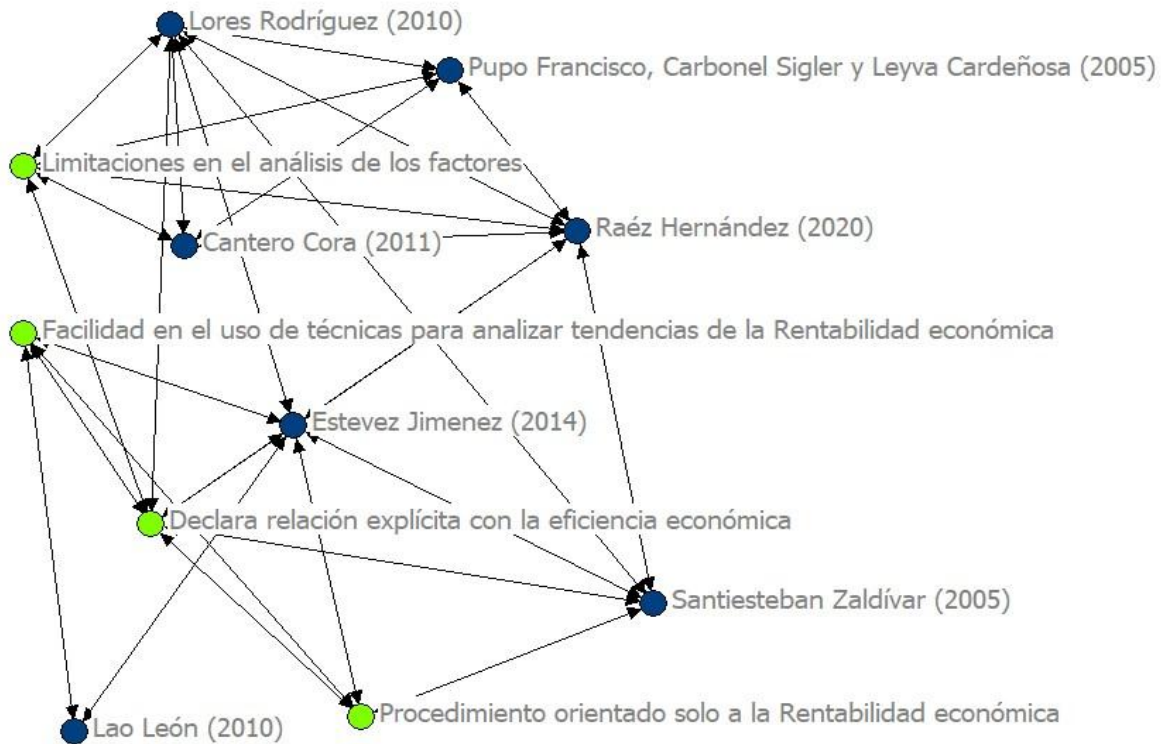 Lores Rodríguez (2010)
Pupo Francisco, Carbonel Sigler y Leyva Cardeñosa (2005)
Limitaciones en el análisis de los factores
Raéz Hernández (2020)
Cantero Cora (2011)
Facilidad en el uso de técnicas para analizar tendencias de la Rentabilidad económica
Estevez Jimenez (2014)
Declara relación explícita con la eficiencia económica
Santiesteban Zaldívar (2005)
Procedimiento orientado solo a la Rentabilidad económica
Lao León (2010)